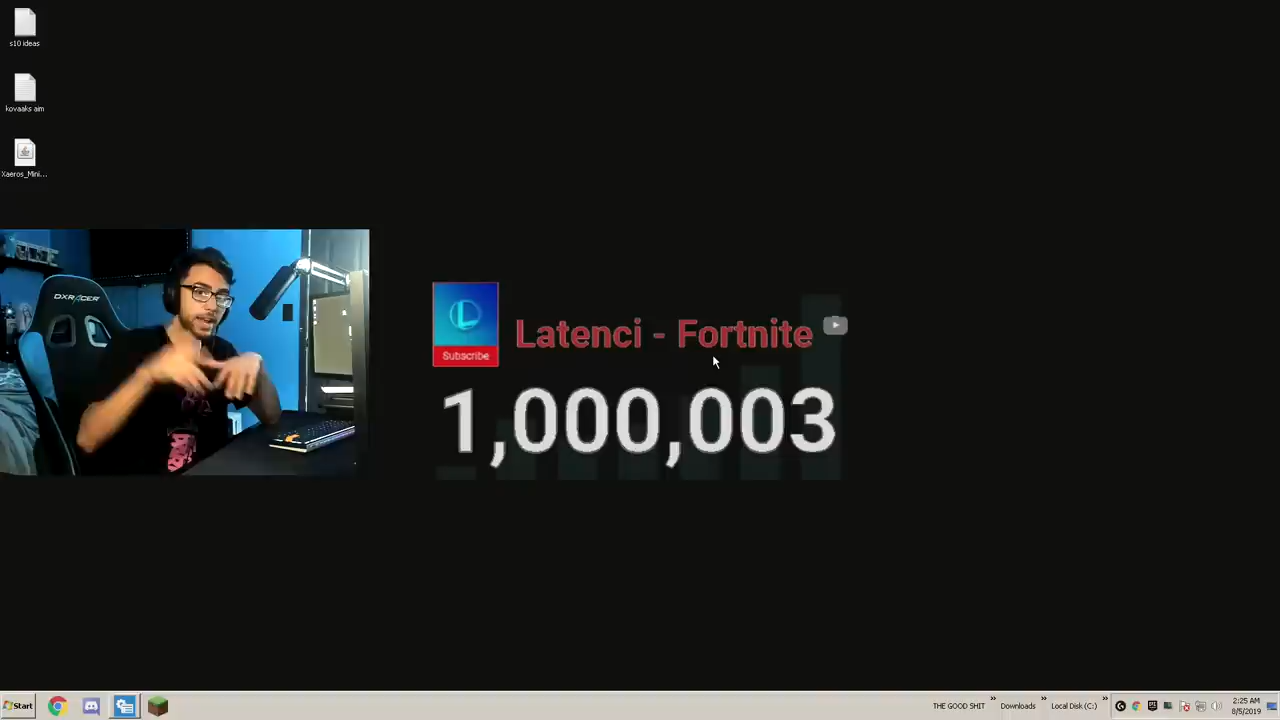 s10 ideas
kovaaks aim
Xaeros_Mini...
DXRACER
Latenci - Fortnite
Subscribe
1,000,003
Start
THE GOOD SHIT
Downloads
Local Disk (C:)
2:25 AM
8/5/2019